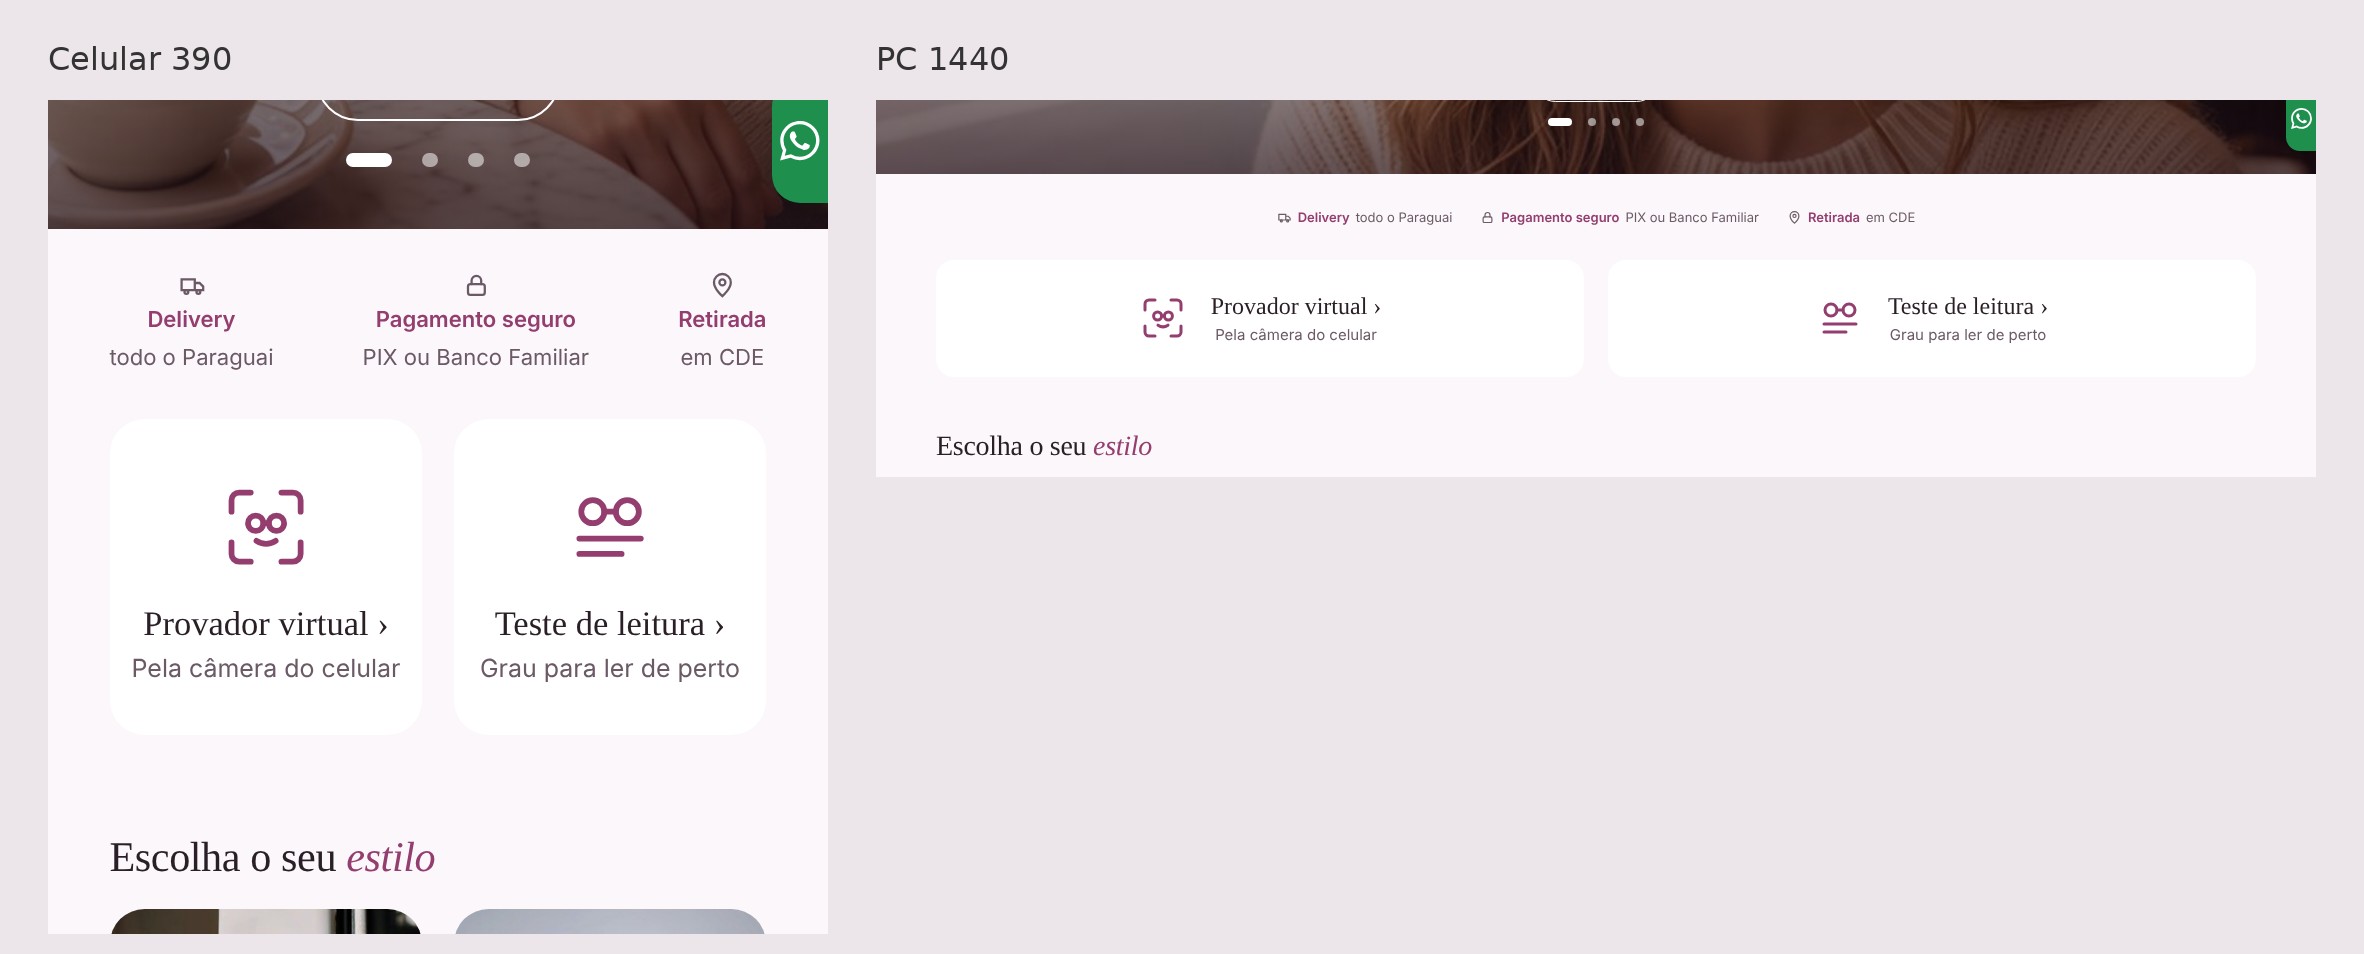 Celular 390
Delivery
todo o Paraguai
Pagamento seguro
PIX ou Banco Familiar
Retirada
em CDE
Provador virtual ›
Pela câmera do celular
Teste de leitura ›
Grau para ler de perto
Escolha o seu estilo
PC 1440
Delivery todo o Paraguai Pagamento seguro PIX ou Banco Familiar Retirada em CDE
Provador virtual ›
Pela câmera do celular
Teste de leitura ›
Grau para ler de perto
Escolha o seu estilo